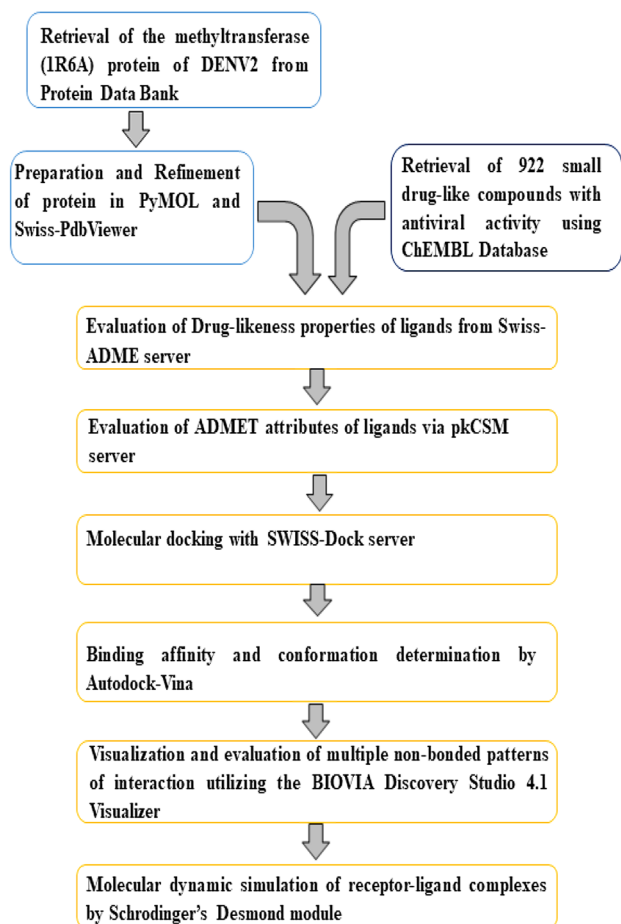 Retrieval of the methyltransferase
(1R6A) protein of DENV2 from
Protein Data Bank
Preparation and Refinement
of protein in PyMOL and
Swiss-PdbViewer
Retrieval of 922 small
drug-like compounds with
antiviral activity using
ChEMBL Database
Evaluation of Drug-likeness properties of ligands from Swiss-
ADME server
Evaluation of ADMET attributes of ligands via pkCSM
server
Molecular docking with SWISS-Dock server
Binding affinity and conformation determination by
Autodock-Vina
Visualization and evaluation of multiple non-bonded patterns
of interaction utilizing the BIOVIA Discovery Studio 4.1
Visualizer
Molecular dynamic simulation of receptor-ligand complexes
by Schrodinger's Desmond module